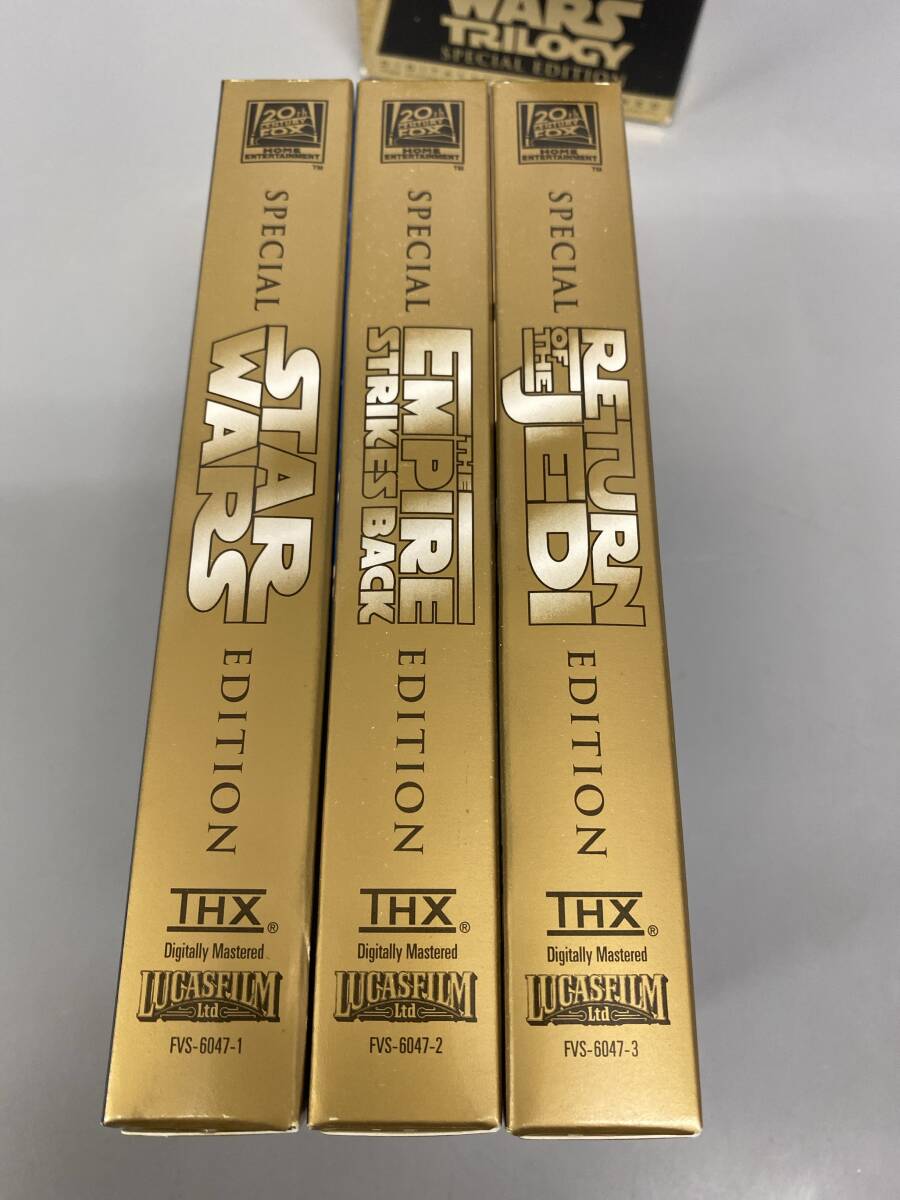 WARS
TRILOGY
SPECIAL EDITION
20th
CENTURY
FOX
HOME
ENTERTAINMENT
TM
SPECIAL
STAR
WARS
EDITION
THX®
Digitally Mastered
LUCASFILM
Ltd
FVS-6047-1
20th
CENTURY
FOX
HOME
ENTERTAINMENT
TM
SPECIAL
THE
EMPIRE
STRIKES BACK
EDITION
THX®
Digitally Mastered
LUCASFILM
Ltd
FVS-6047-2
20th
CENTURY
FOX
HOME
ENTERTAINMENT
TM
SPECIAL
RETURN
OF THE
JEDI
EDITION
THX®
Digitally Mastered
LUCASFILM
Ltd
FVS-6047-3